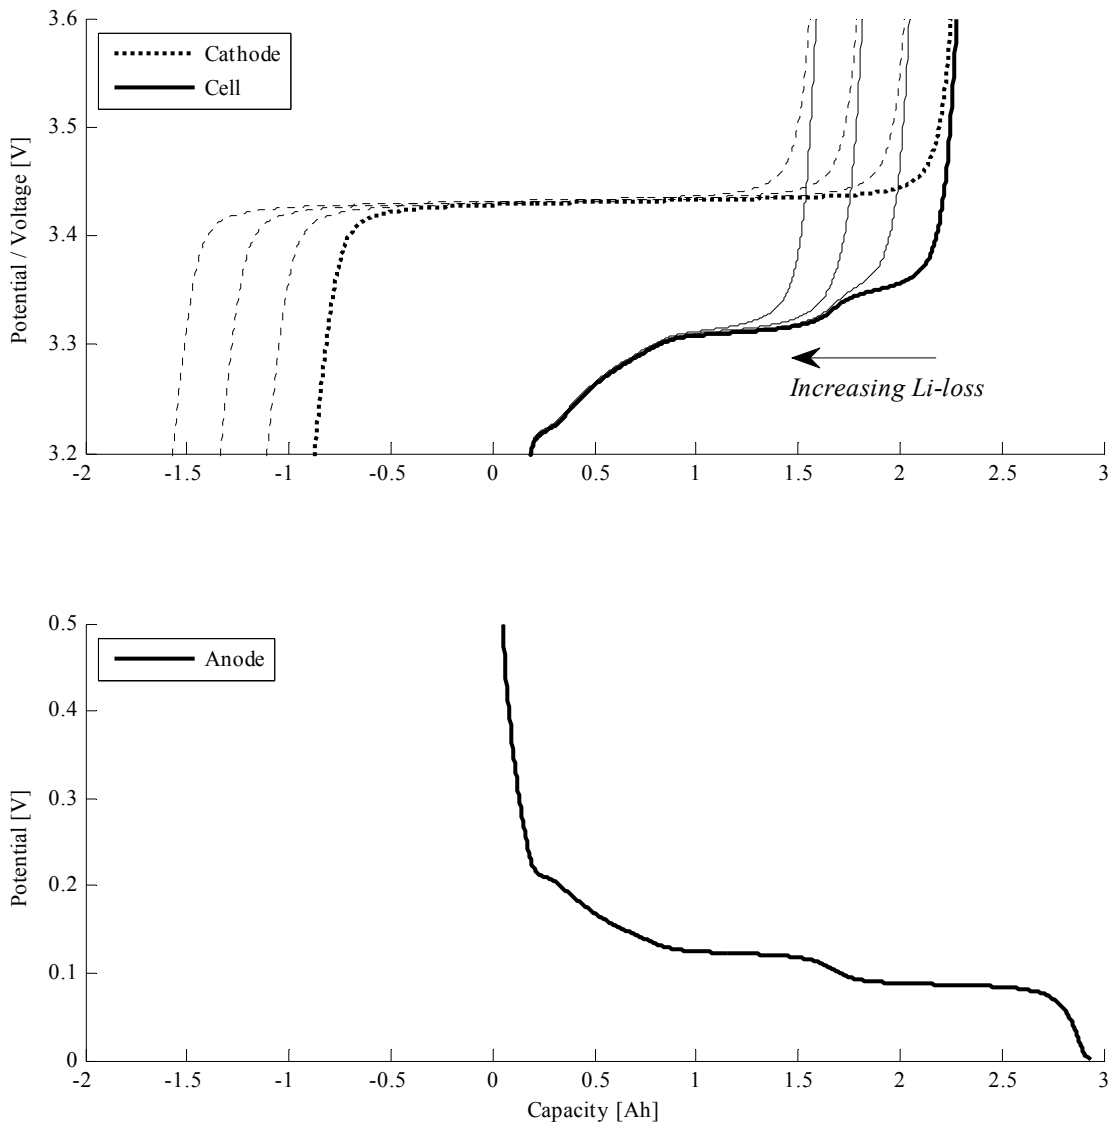 3.6
Cathode
Cell
3.5
3.4
3.3
3.2
Potential / Voltage [V]
Increasing Li-loss
-2 -1.5 -1 -0.5 0 0.5 1 1.5 2 2.5 3
0.5
Anode
0.4
0.3
0.2
0.1
0
Potential [V]
-2 -1.5 -1 -0.5 0 0.5 1 1.5 2 2.5 3
Capacity [Ah]